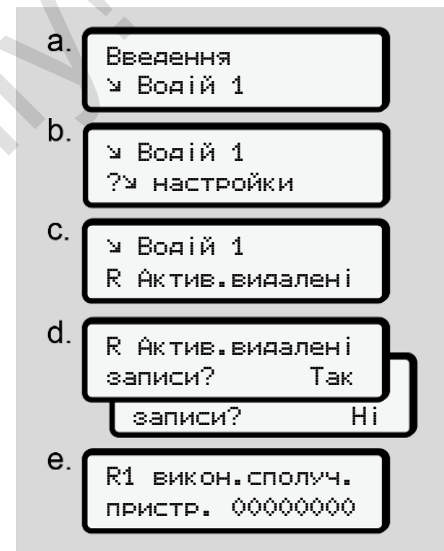 a.
Введення
↘ Водій 1
b.
↘ Водій 1
?↘ настройки
c.
↘ Водій 1
R Актив.видалені
d.
R Актив.видалені
записи? Так
записи? Ні
e.
R1 викон.сполуч.
пристр. 00000000